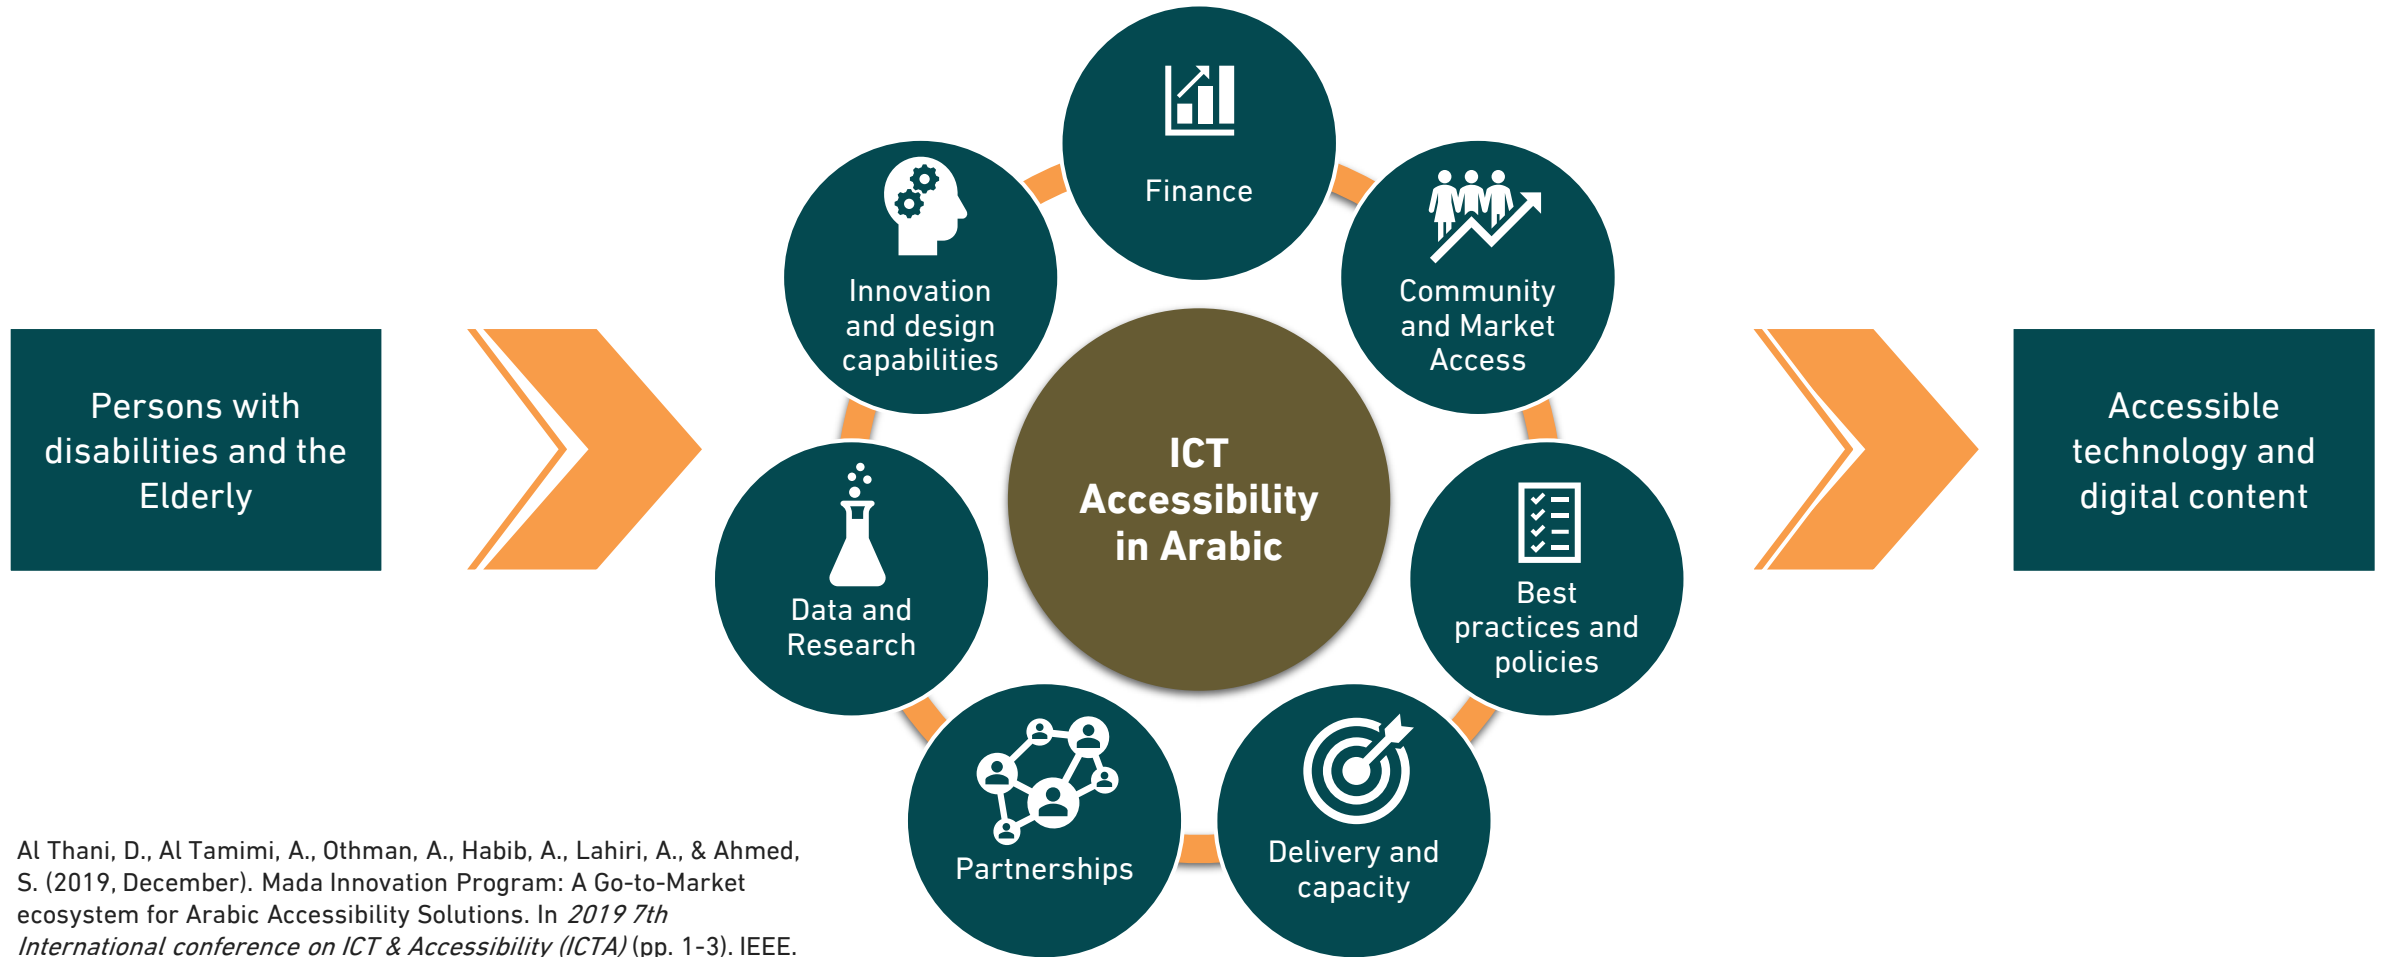 Persons with
disabilities and the
Elderly
Finance
Innovation
and design
capabilities
Community
and Market
Access
ICT
Accessibility
in Arabic
Data and
Research
Best
practices and
policies
Partnerships
Delivery and
capacity
Accessible
technology and
digital content
Al Thani, D., Al Tamimi, A., Othman, A., Habib, A., Lahiri, A., & Ahmed,
S. (2019, December). Mada Innovation Program: A Go-to-Market
ecosystem for Arabic Accessibility Solutions. In 2019 7th
International conference on ICT & Accessibility (ICTA) (pp. 1-3). IEEE.